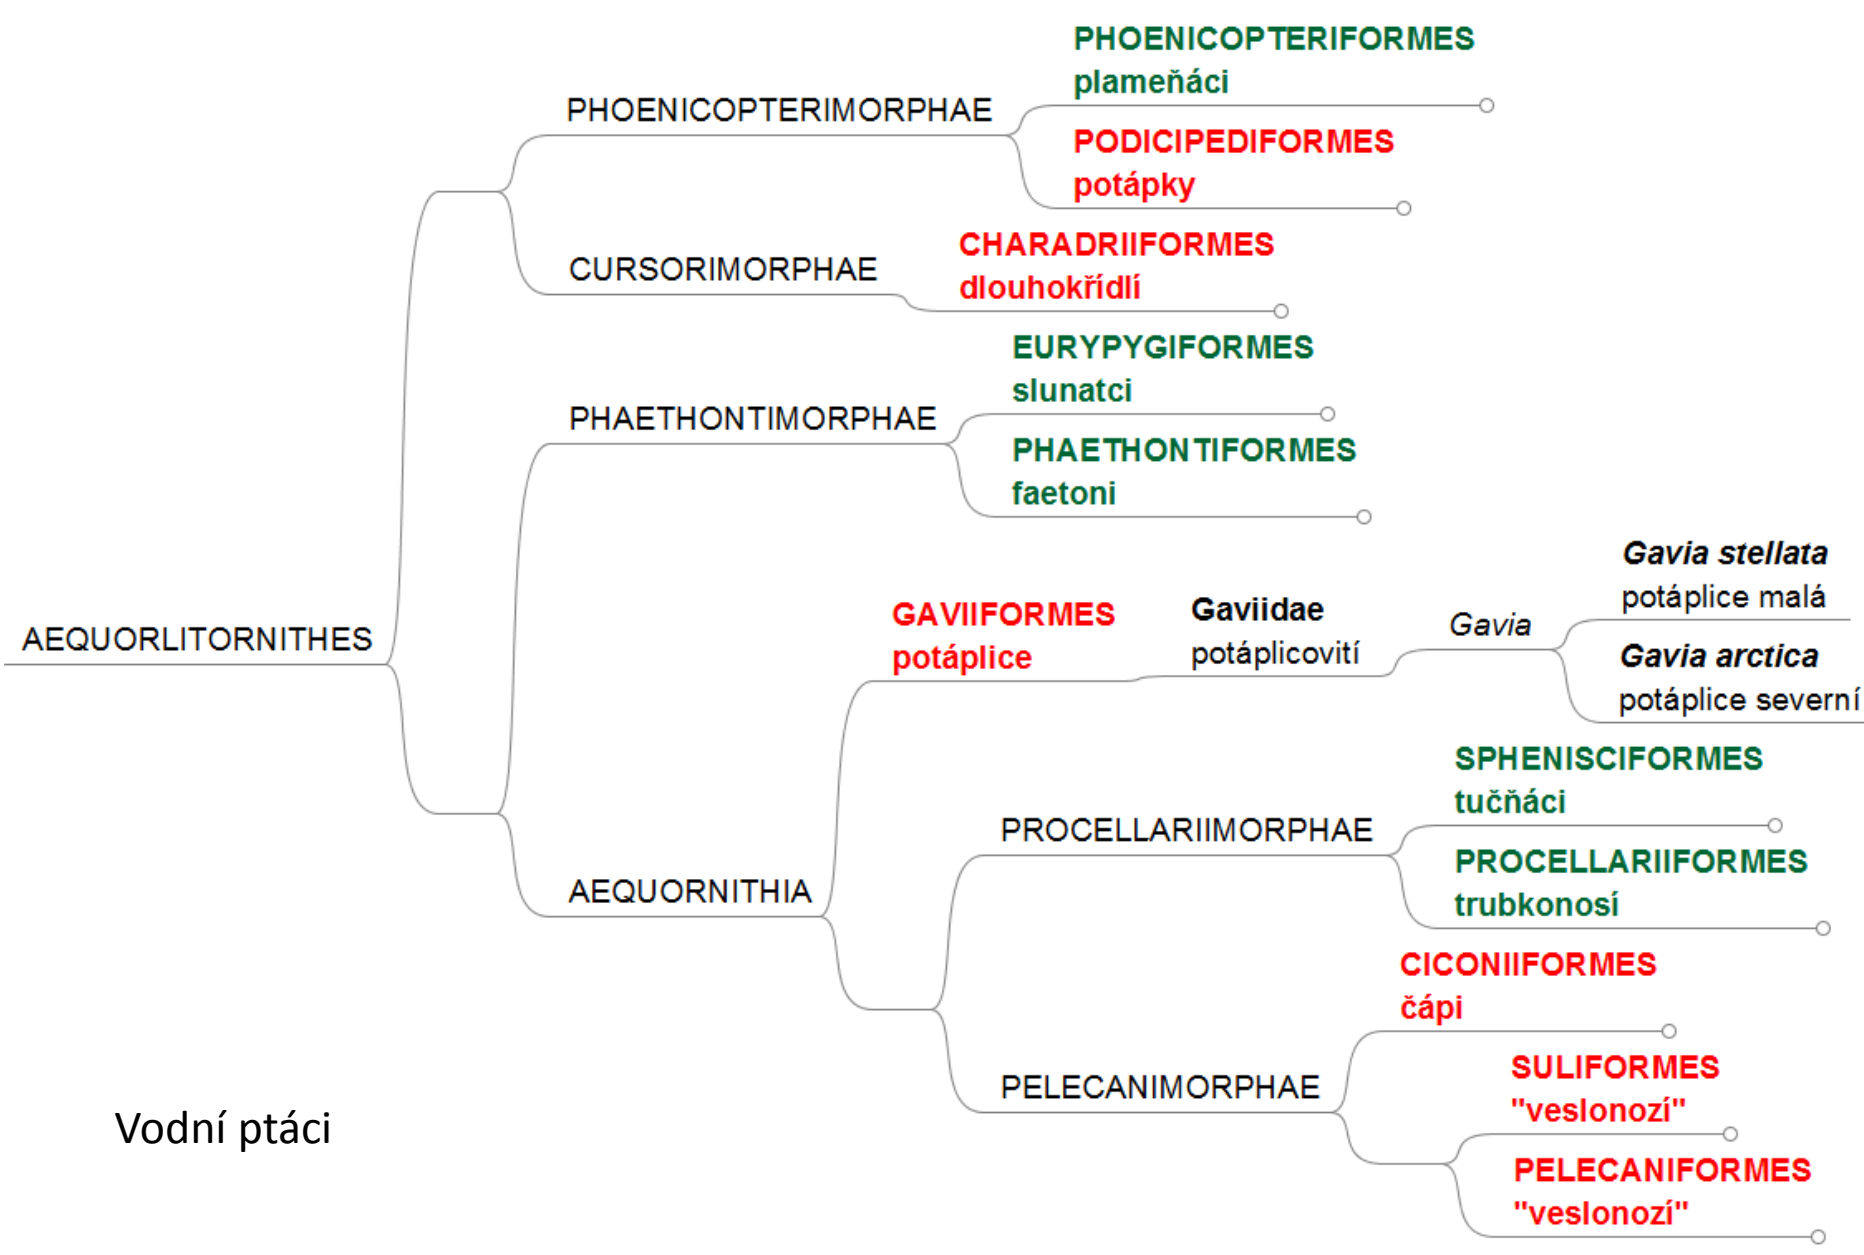 PHOENICOPTERIFORMES
plameňáci
PHOENICOPTERIMORPHAE
PODICIPEDIFORMES
potápky
CHARADRIIFORMES
dlouhokřídlí
CURSORIMORPHAE
EURYPYGIFORMES
slunatci
PHAETHONTIMORPHAE
PHAETHONTIFORMES
faetoni
Gavia stellata
potáplice malá
GAVIIFORMES
potáplice
Gaviidae
potáplicovití
Gavia
AEQUORLITORNITHES
Gavia arctica
potáplice severní
SPHENISCIFORMES
tučňáci
PROCELLARIIMORPHAE
PROCELLARIIFORMES
trubkonosí
AEQUORNITHIA
CICONIIFORMES
čápi
SULIFORMES
"veslonozí"
PELECANIMORPHAE
PELECANIFORMES
"veslonozí"
Vodní ptáci